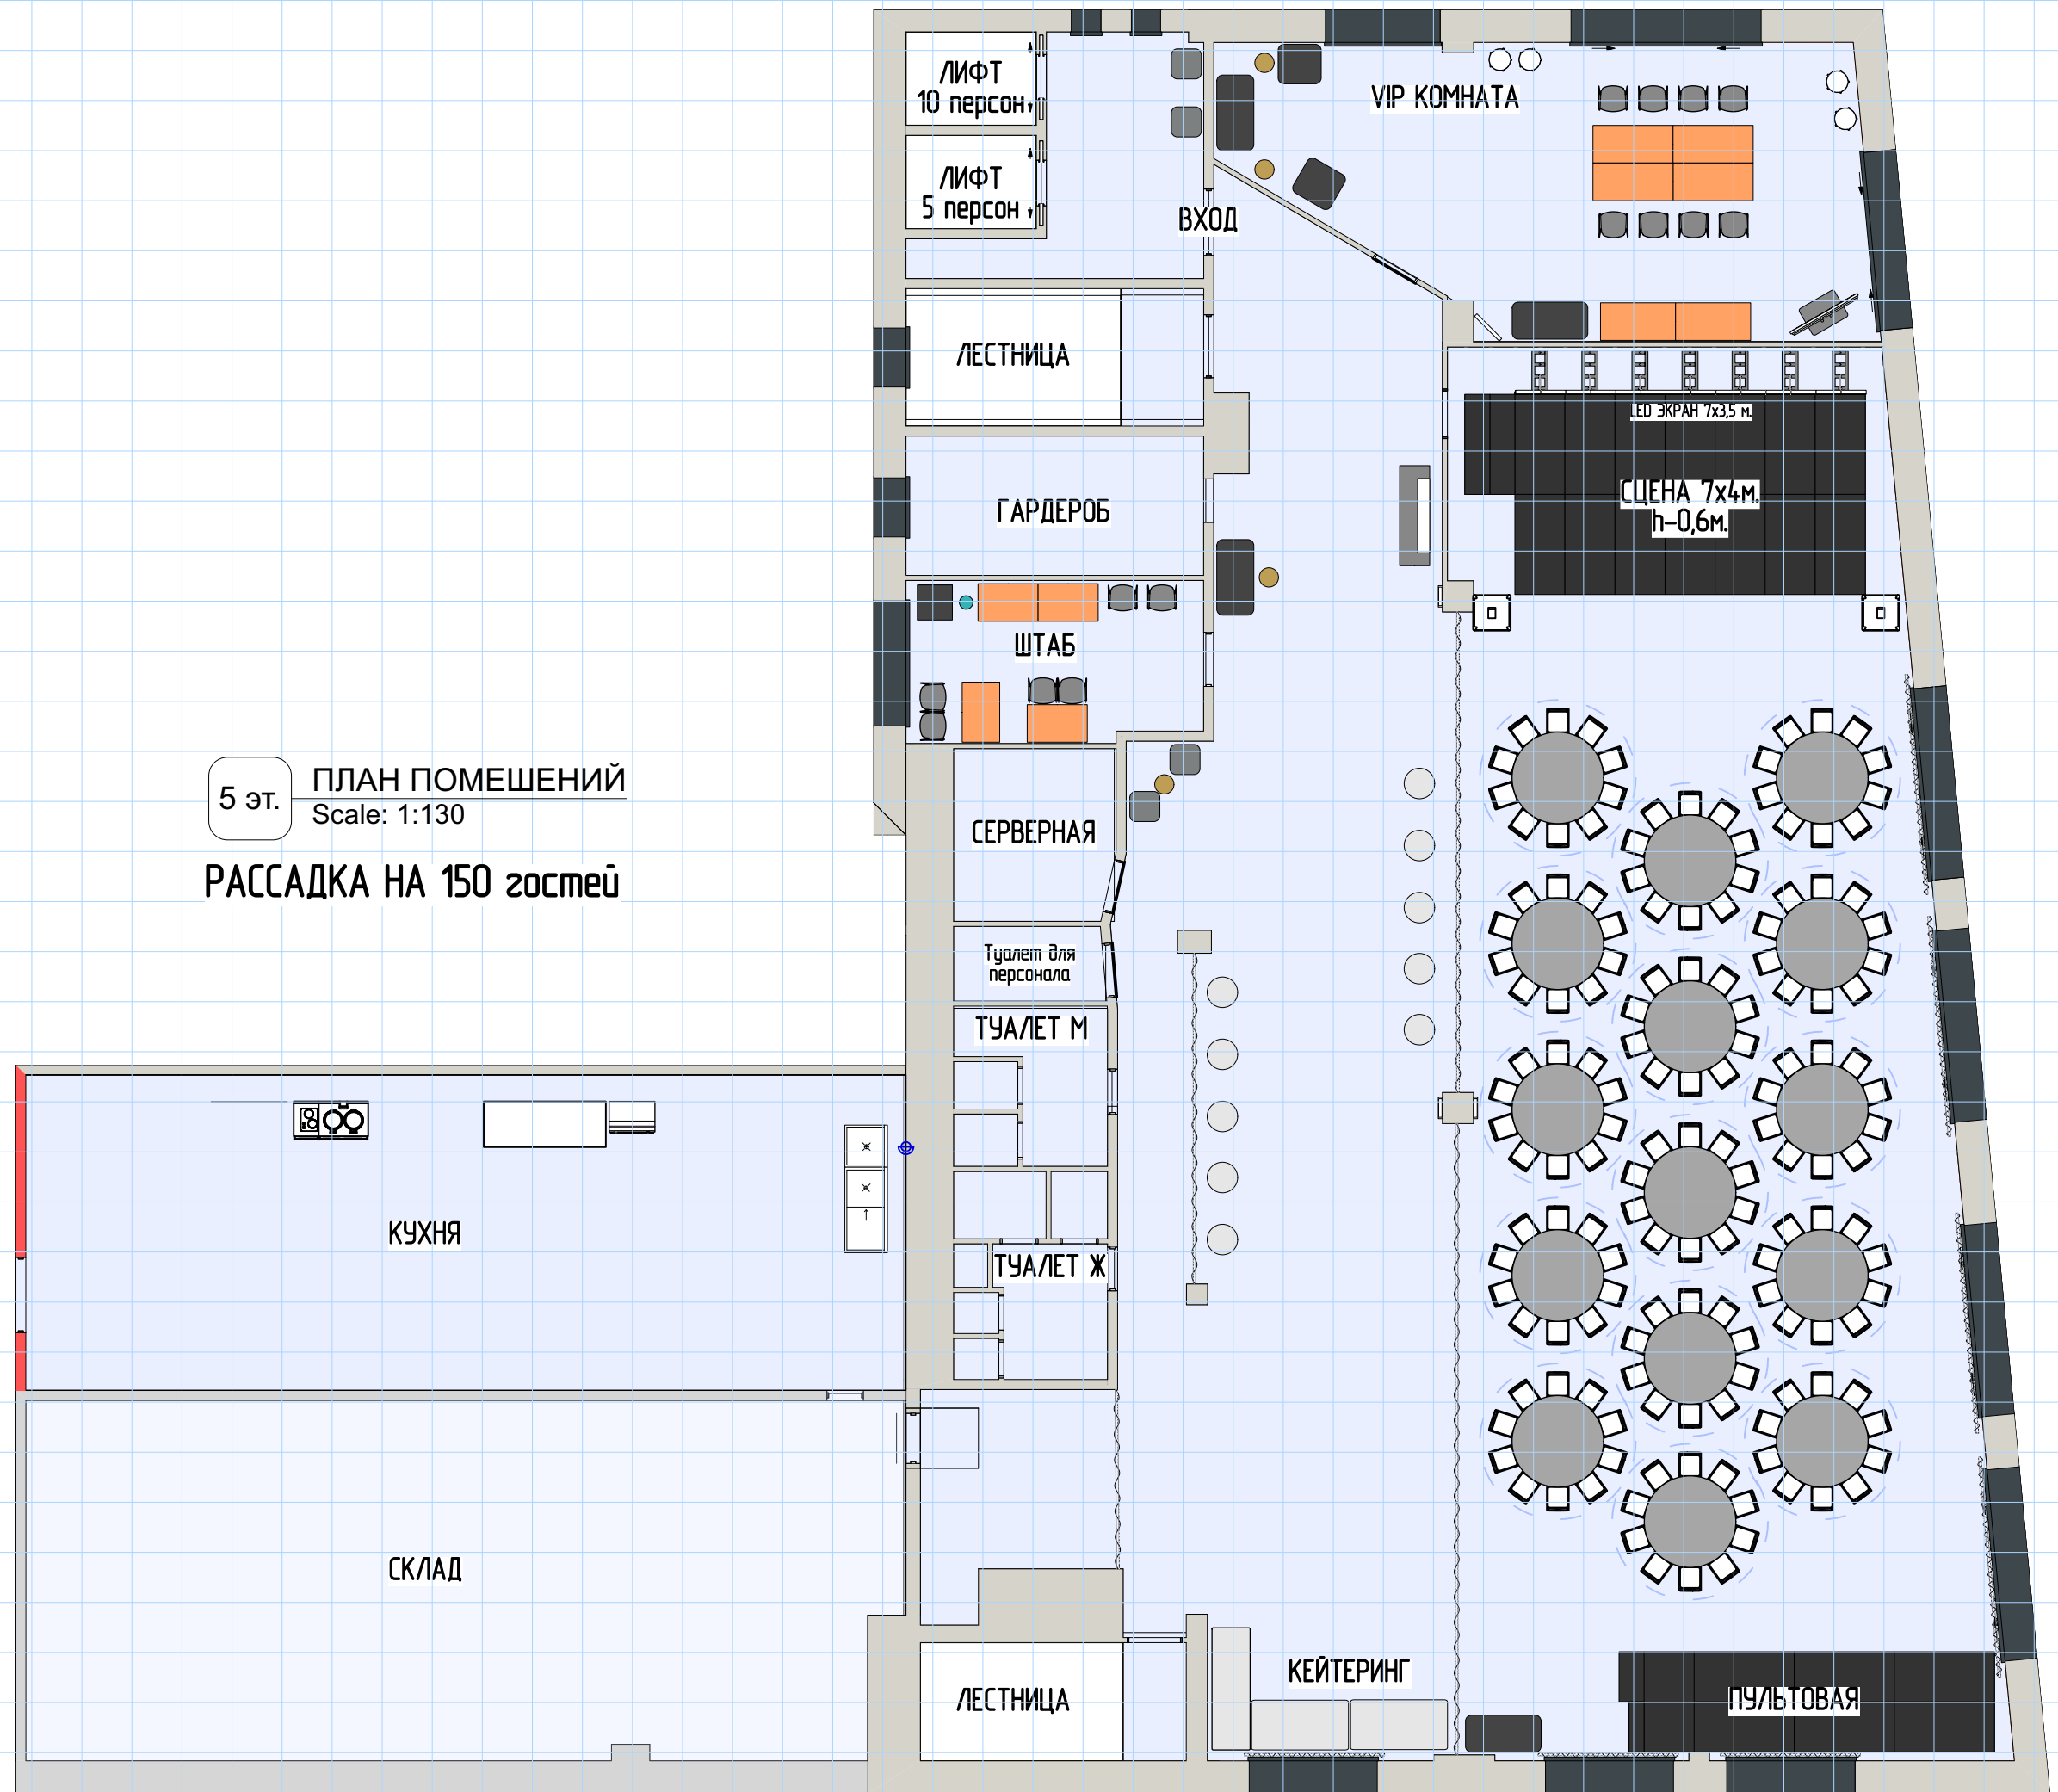 ЛИФТ
10 персон
ЛИФТ
5 персон
ВХОД
VIP КОМНАТА
ЛЕСТНИЦА
LED ЭКРАН 7х3,5 м.
СЦЕНА 7х4м.
h-0,6м.
ГАРДЕРОБ
ШТАБ
5 эт.
ПЛАН ПОМЕШЕНИЙ
Scale: 1:130
РАССАДКА НА 150 гостей
СЕРВЕРНАЯ
Туалет для
персонала
ТУАЛЕТ М
КУХНЯ
ТУАЛЕТ Ж
СКЛАД
ЛЕСТНИЦА
КЕЙТЕРИНГ
ПУЛЬТОВАЯ